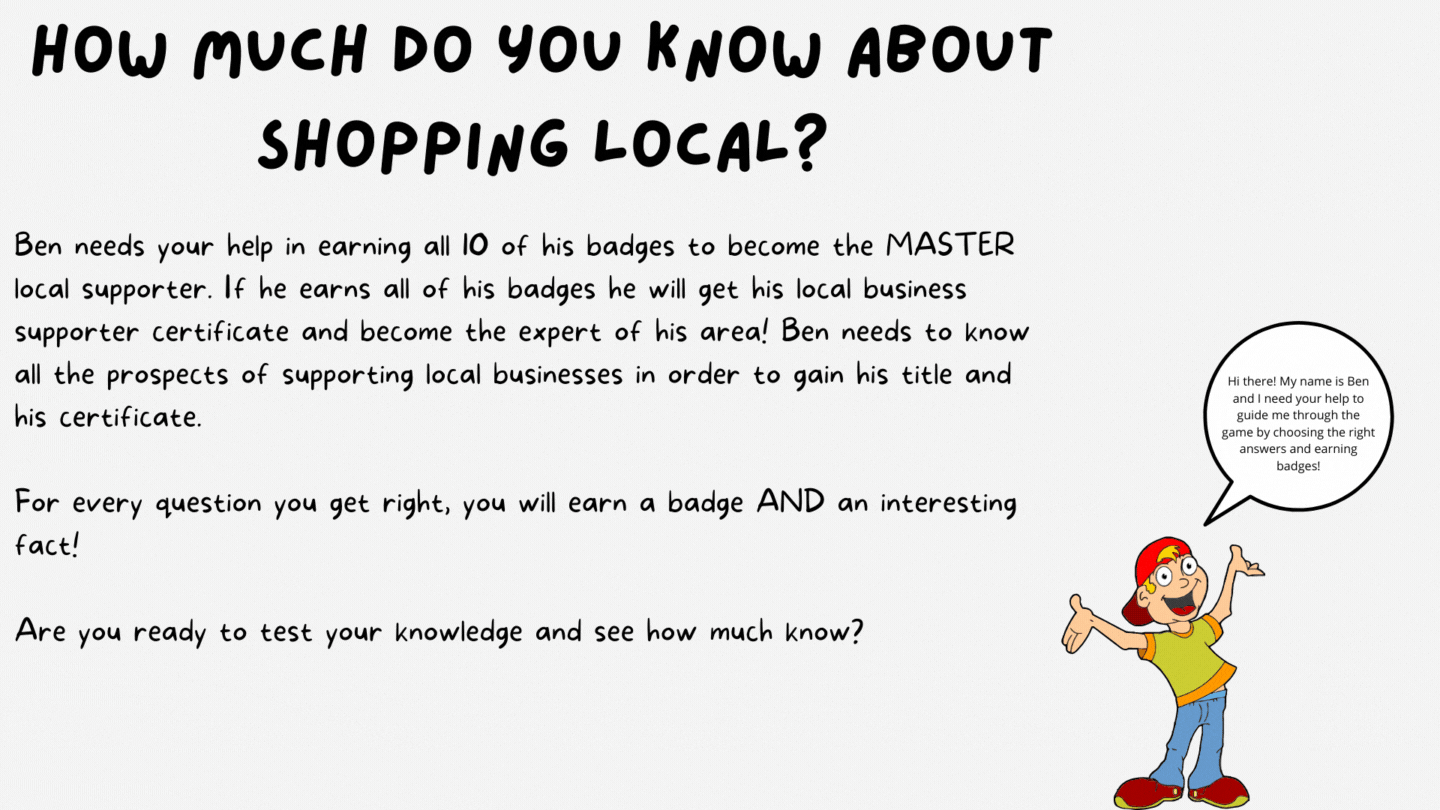 HOW MUCH DO YOU KNOW ABOUT
SHOPPING LOCAL?
Ben needs your help in earning all 10 of his badges to become the MASTER
local supporter. If he earns all of his badges he will get his local business
supporter certificate and become the expert of his area! Ben needs to know
all the prospects of supporting local businesses in order to gain his title and
his certificate.
For every question you get right, you will earn a badge AND an interesting
fact!
Are you ready to test your knowledge and see how much know?
Hi there! My name is Ben
and I need your help to
guide me through the
game by choosing the right
answers and earning
badges!